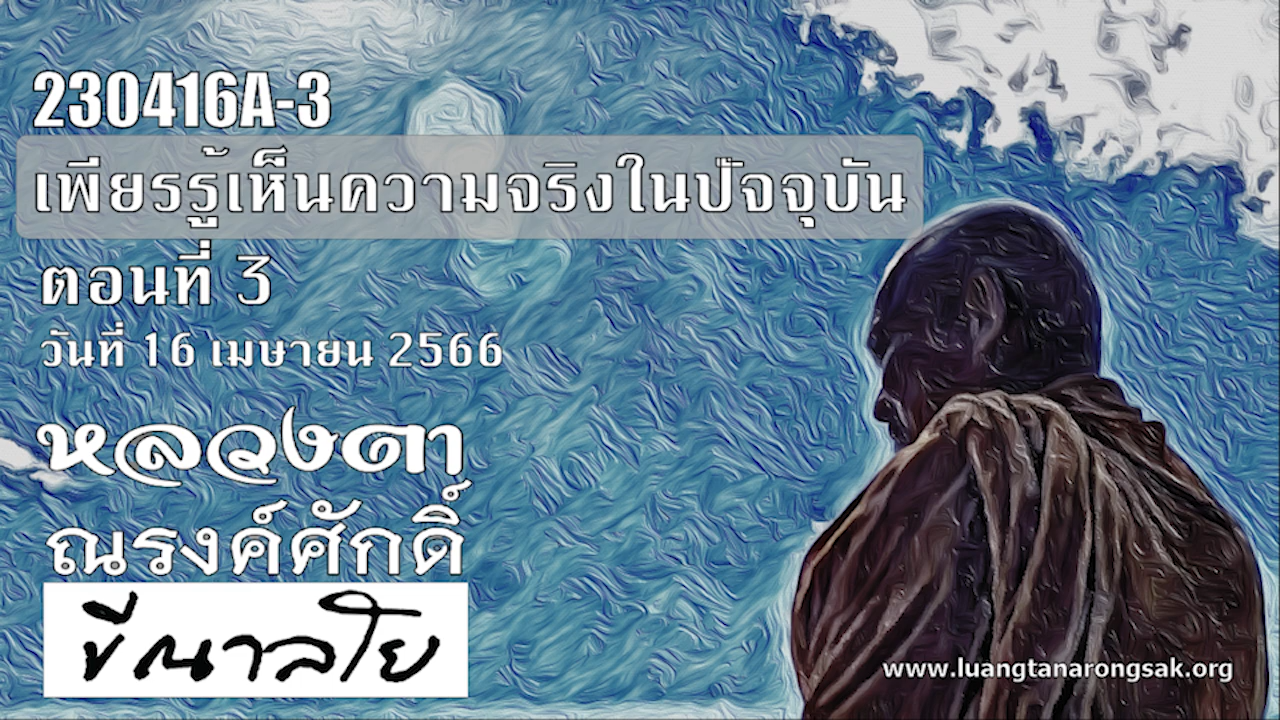 230416A-3
เพียรรู้เห็นความจริงในปัจจุบัน
ตอนที่ 3
วันที่ 16 เมษายน 2566
หลวงตา
ณรงค์ศักดิ์
ขีณาลโย
www.luangtanarongsak.org